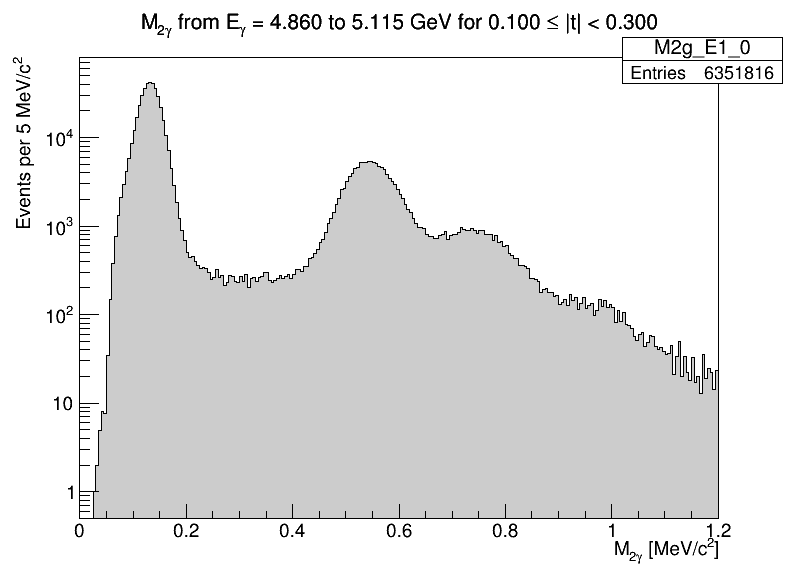 M2γ from Eγ = 4.860 to 5.115 GeV for 0.100 ≤ |t| < 0.300
M2g_E1_0
Entries 6351816
Events per 5 MeV/c²
10⁴
10³
10²
10
1
0 0.2 0.4 0.6 0.8 1 1.2
M2γ [MeV/c²]